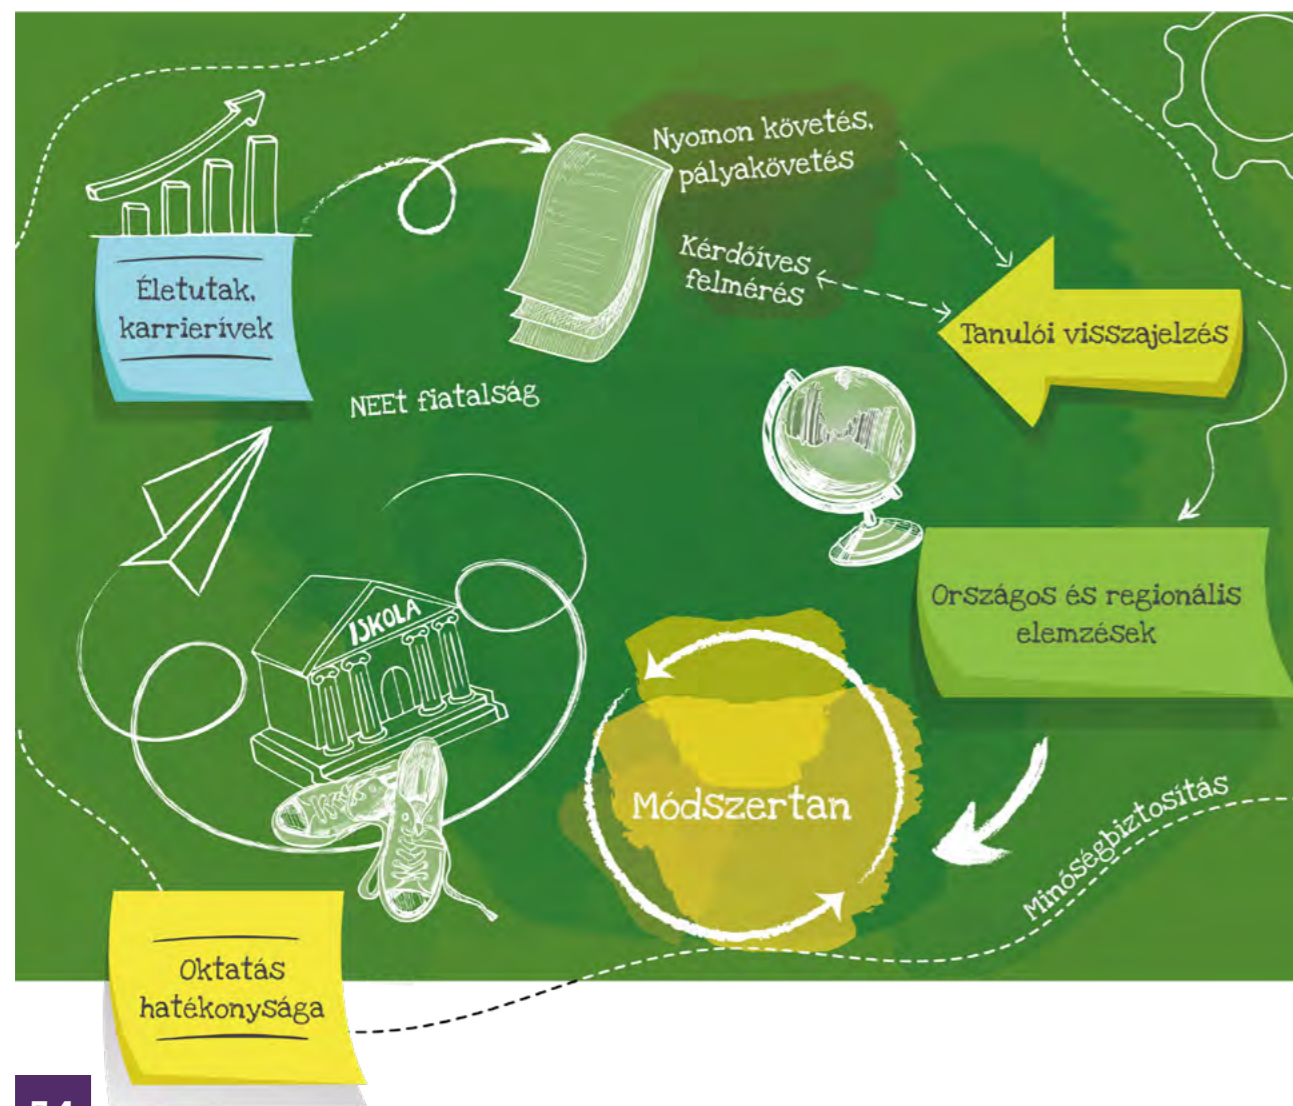 Nyomon követés,
pályakövetés
Kérdőíves
felmérés
Életutak,
karrierívek
Tanulói visszajelzés
NEEt fiatalság
Országos és regionális
elemzések
ISKOLA
Módszertan
Minőségbiztosítás
Oktatás
hatékonysága